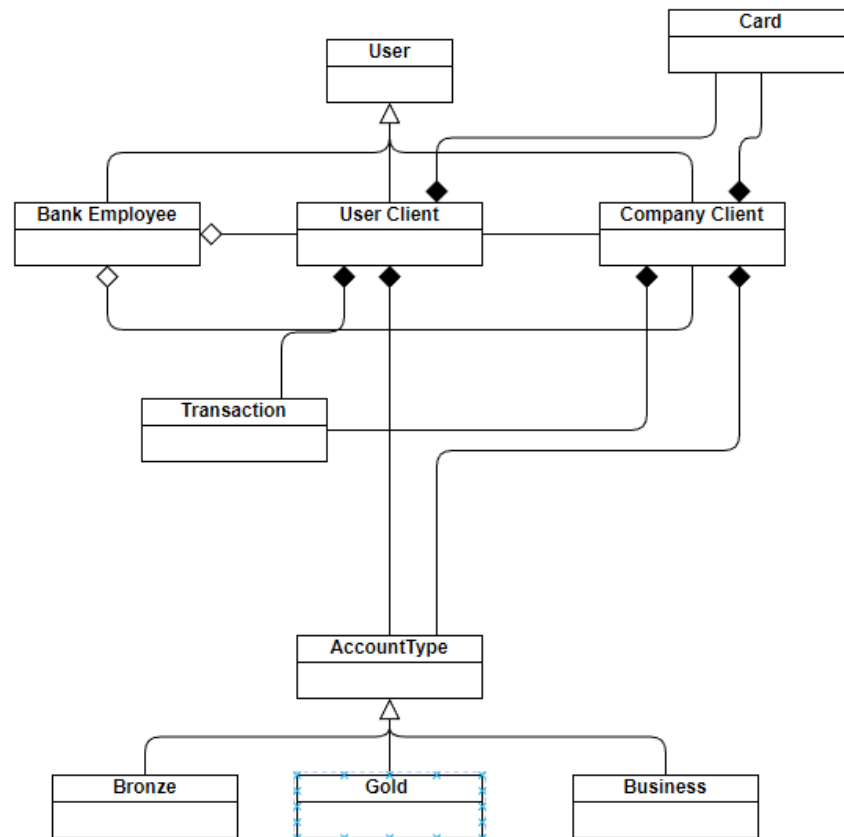 Card
User
Bank Employee
User Client
Company Client
Transaction
AccountType
Bronze
Gold
Business